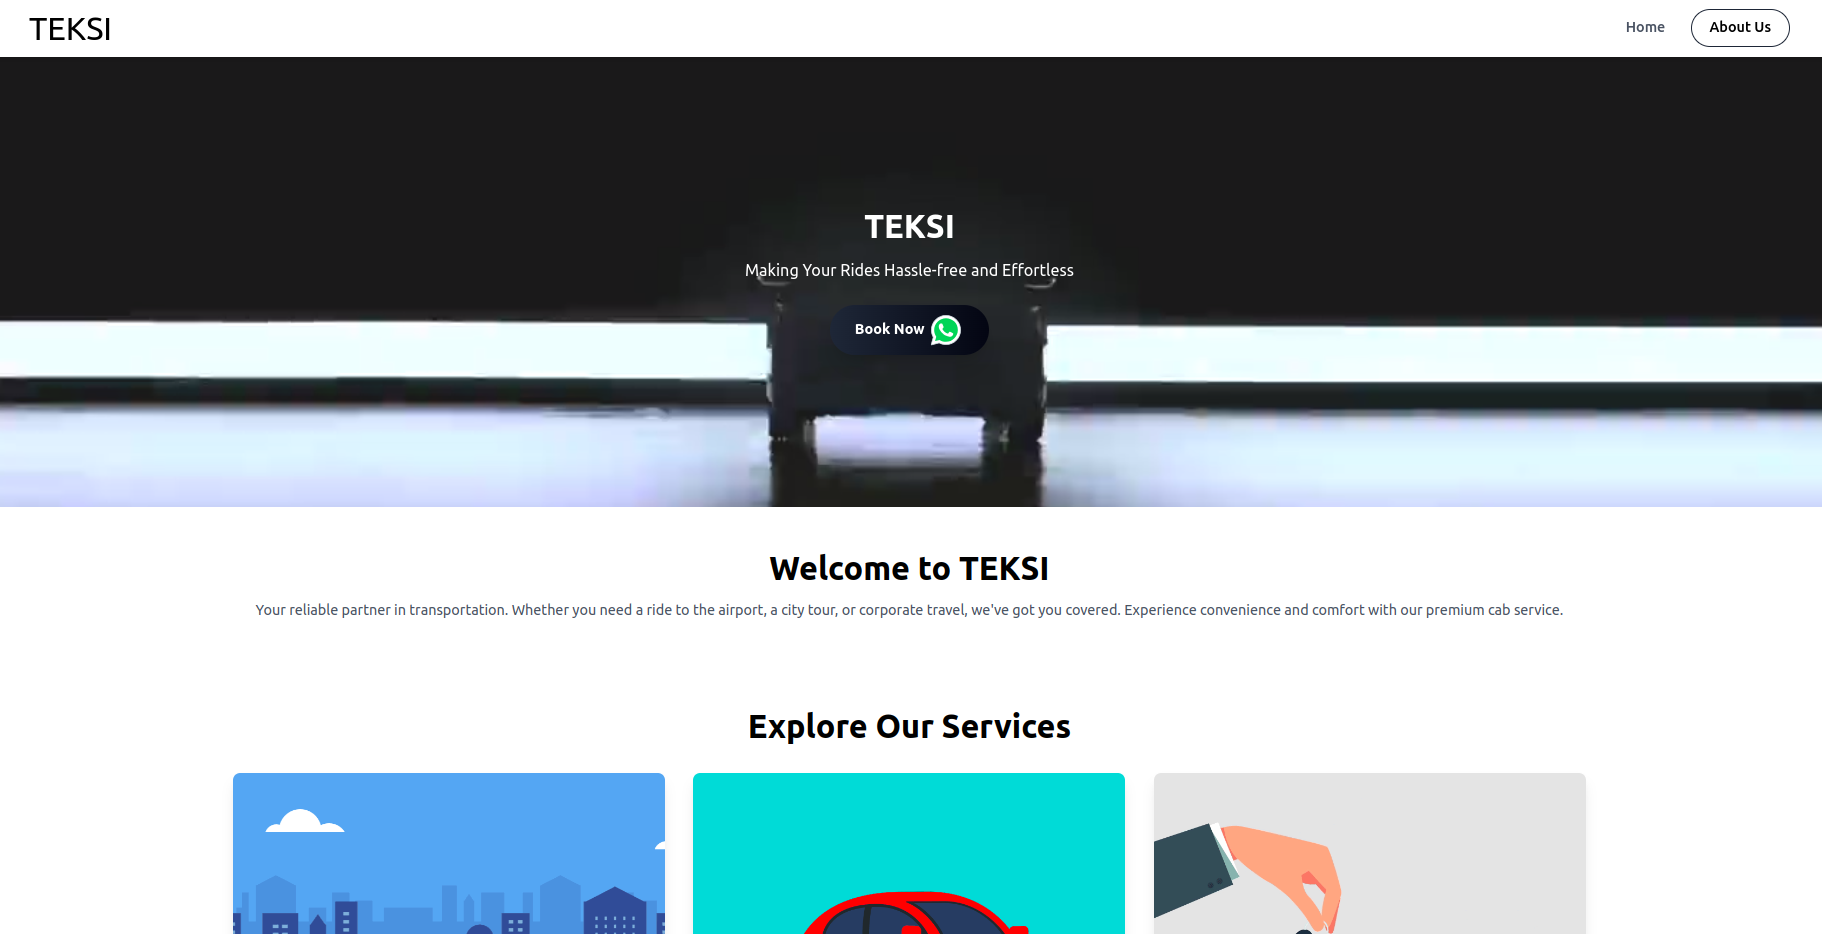 TEKSI
Home
About Us
TEKSI
Making Your Rides Hassle-free and Effortless
Book Now
Welcome to TEKSI
Your reliable partner in transportation. Whether you need a ride to the airport, a city tour, or corporate travel, we've got you covered. Experience convenience and comfort with our premium cab service.
Explore Our Services